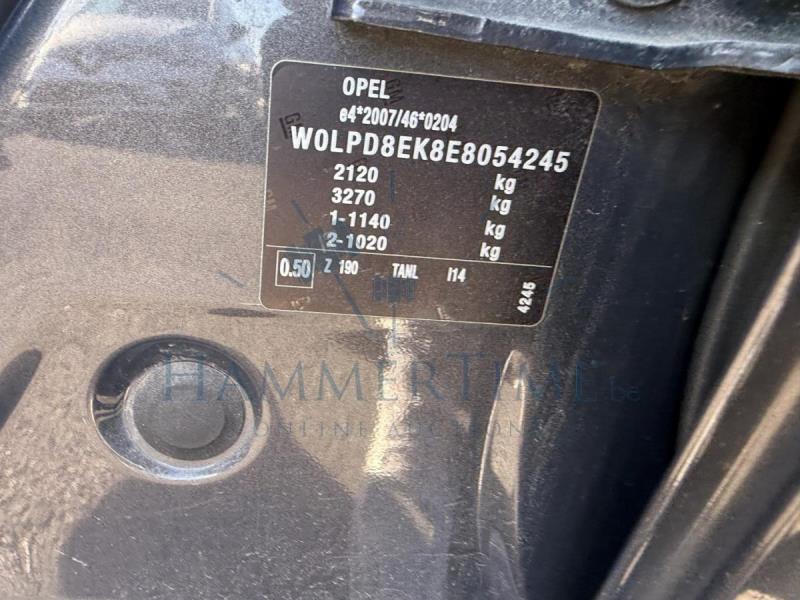 OPEL
e4*2007/46*0204
W0LPD8EK8E8054245
2120 kg
3270 kg
1-1140 kg
2-1020 kg
0.50 Z 190 TANL I14
4245
HAMMERTIME.be
ONLINE AUCTIONS